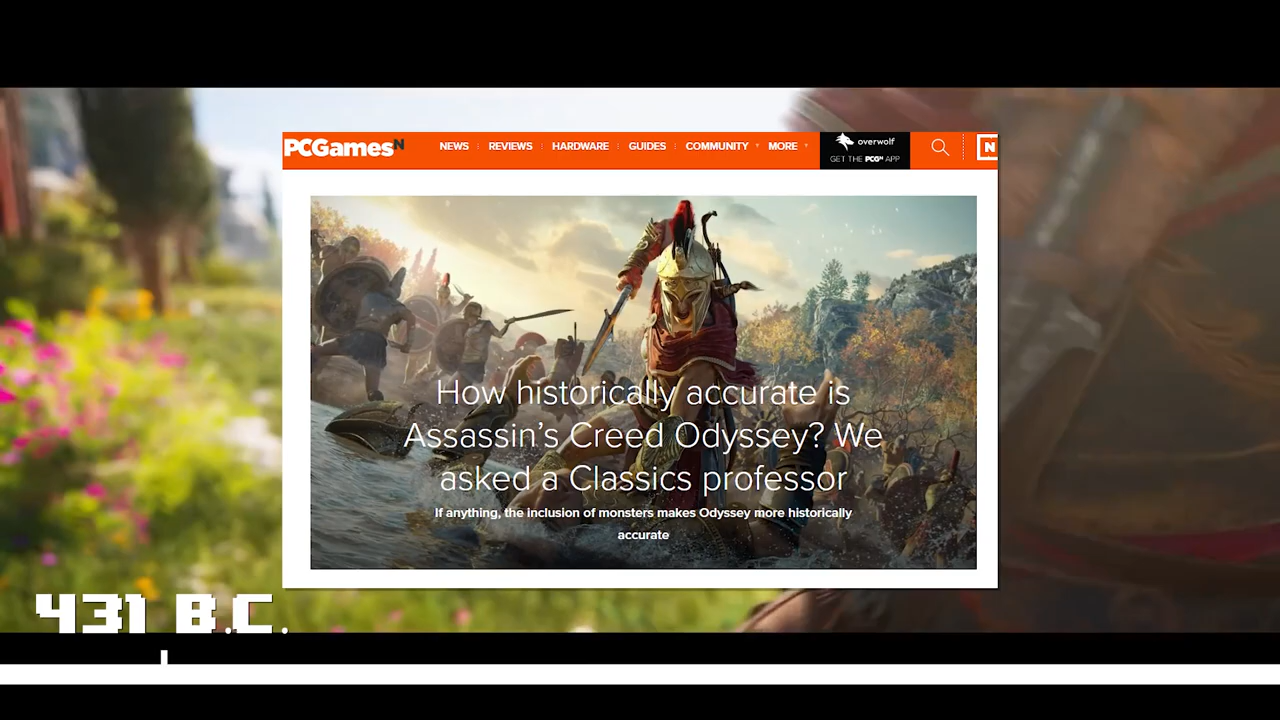 PCGamesN
NEWS
REVIEWS
HARDWARE
GUIDES
COMMUNITY
MORE
overwolf
GET THE PCGN APP
N
How historically accurate is
Assassin's Creed Odyssey? We
asked a Classics professor
If anything, the inclusion of monsters makes Odyssey more historically
accurate
431 B.C.